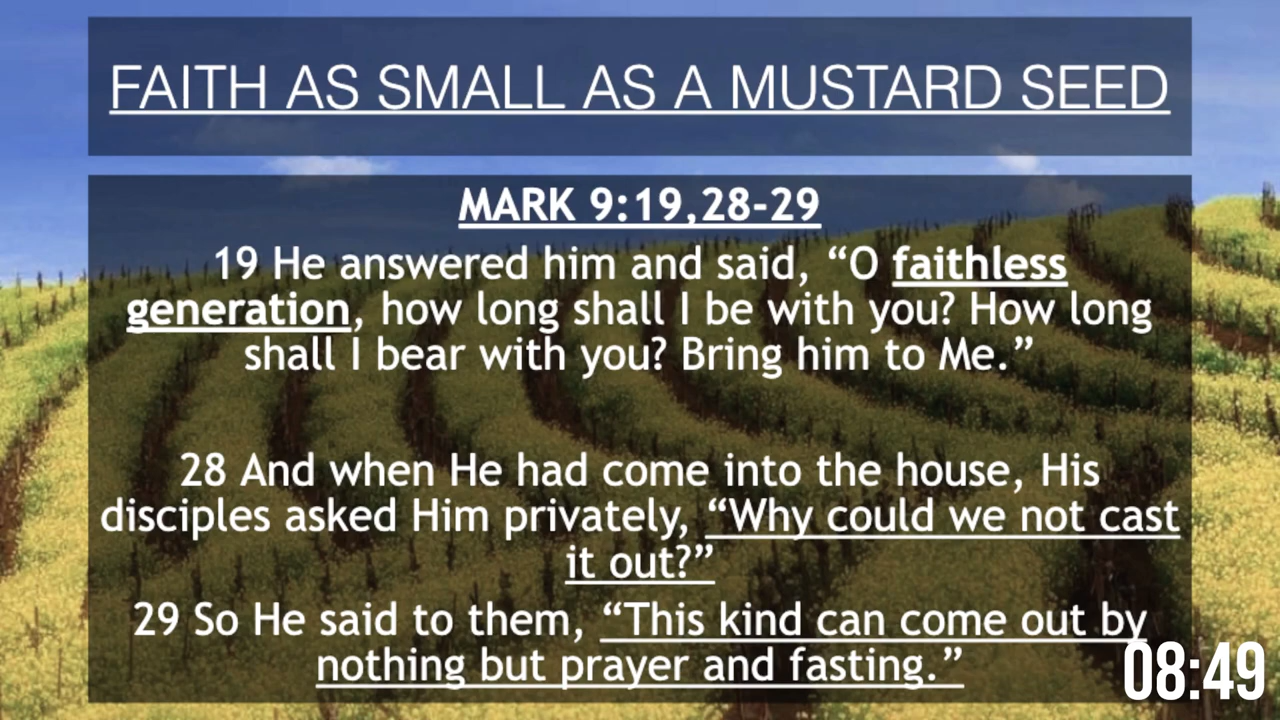 FAITH AS SMALL AS A MUSTARD SEED
MARK 9:19,28-29
19 He answered him and said, “O faithless
generation, how long shall I be with you? How long
shall I bear with you? Bring him to Me.”
28 And when He had come into the house, His
disciples asked Him privately, “Why could we not cast
it out?”
29 So He said to them, “This kind can come out by
nothing but prayer and fasting.”
08:49